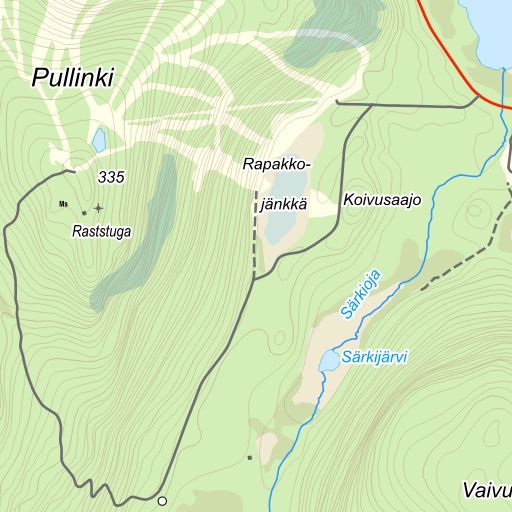 Pullinki
Rapakko-
335
jänkkä
Koivusaajo
Ms
Raststuga
Särkioja
Särkijärvi
Vaivu